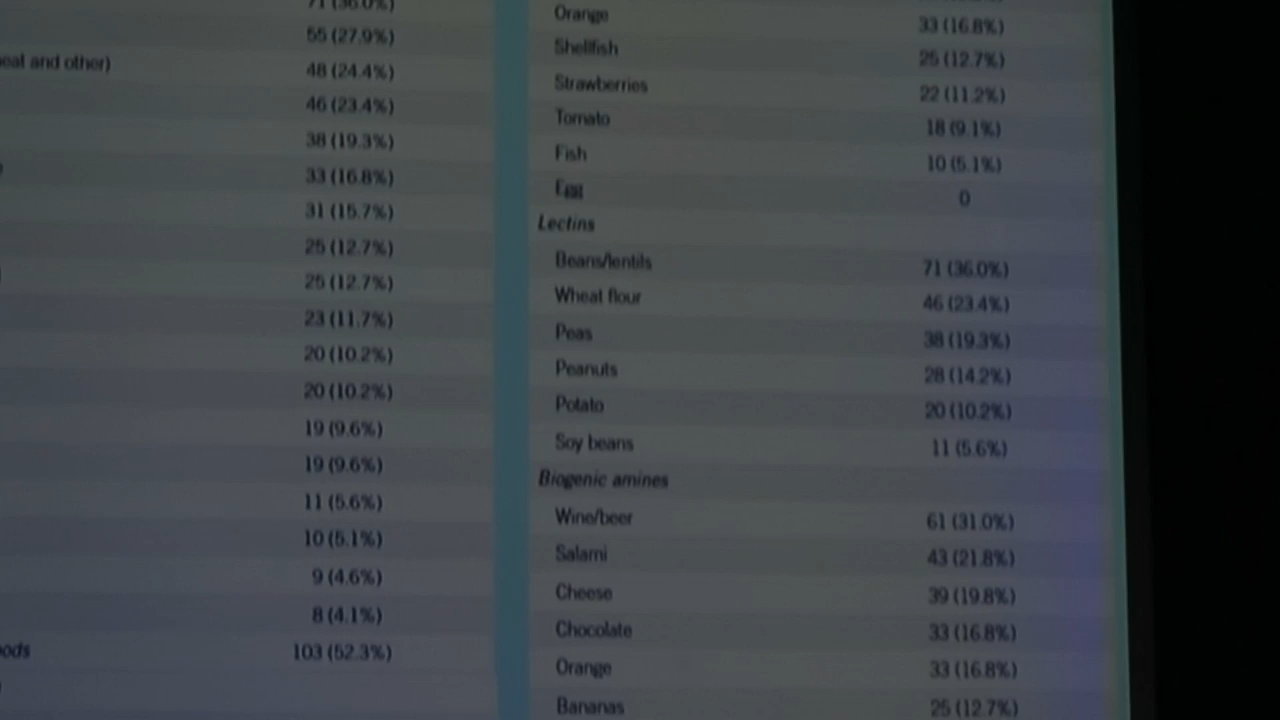 71 (36.0%)
55 (27.9%)
eat and other) 48 (24.4%)
46 (23.4%)
38 (19.3%)
33 (16.8%)
31 (15.7%)
25 (12.7%)
25 (12.7%)
23 (11.7%)
20 (10.2%)
20 (10.2%)
19 (9.6%)
19 (9.6%)
11 (5.6%)
10 (5.1%)
9 (4.6%)
8 (4.1%)
oods 103 (52.3%)
Orange 33 (16.8%)
Shellfish 25 (12.7%)
Strawberries 22 (11.2%)
Tomato 18 (9.1%)
Fish 10 (5.1%)
Egg 0
Lectins
Beans/lentils 71 (36.0%)
Wheat flour 46 (23.4%)
Peas 38 (19.3%)
Peanuts 28 (14.2%)
Potato 20 (10.2%)
Soy beans 11 (5.6%)
Biogenic amines
Wine/beer 61 (31.0%)
Salami 43 (21.8%)
Cheese 39 (19.8%)
Chocolate 33 (16.8%)
Orange 33 (16.8%)
Bananas 25 (12.7%)